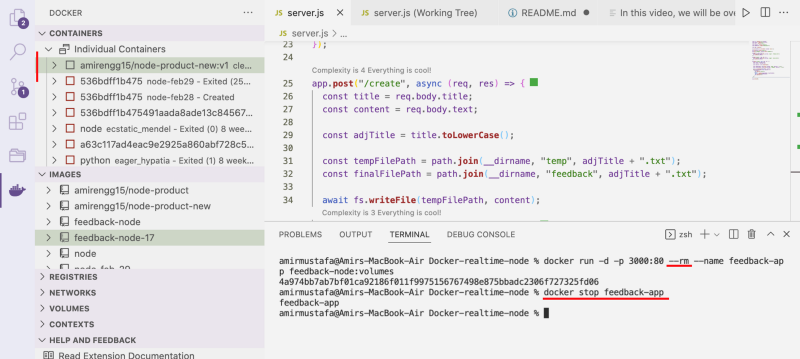 DOCKER
CONTAINERS
Individual Containers
amirengg15/node-product-new:v1 cle...
536bdff1b475 node-feb29 - Exited (25...
536bdff1b475 node-feb28 - Created
536bdff1b475491aada8ade13c84567...
node ecstatic_mendel - Exited (0) 8 wee...
a63c117ad4eac9e2925a860abf728c5...
python eager_hypatia - Exited (0) 8 week...
IMAGES
amirengg15/node-product
amirengg15/node-product-new
feedback-node
feedback-node-17
node
REGISTRIES
NETWORKS
VOLUMES
CONTEXTS
HELP AND FEEDBACK
Read Extension Documentation
2
1
server.js
server.js (Working Tree)
README.md
In this video, we will be ove
server.js > ...
23 });
24
Complexity is 4 Everything is cool!
25 app.post("/create", async (req, res) => {
26 const title = req.body.title;
27 const content = req.body.text;
28
29 const adjTitle = title.toLowerCase();
30
31 const tempFilePath = path.join(__dirname, "temp", adjTitle + ".txt");
32 const finalFilePath = path.join(__dirname, "feedback", adjTitle + ".txt");
33
34 await fs.writeFile(tempFilePath, content);
Complexity is 3 Everything is cool!
PROBLEMS OUTPUT TERMINAL DEBUG CONSOLE
zsh
amirmustafa@Amirs-MacBook-Air Docker-realtime-node % docker run -d -p 3000:80 --rm --name feedback-ap
p feedback-node:volumes
4a974bb7ab7bf01ca92186f011f9975156767498e875bbadc2306f727325fd06
amirmustafa@Amirs-MacBook-Air Docker-realtime-node % docker stop feedback-app
feedback-app
amirmustafa@Amirs-MacBook-Air Docker-realtime-node %